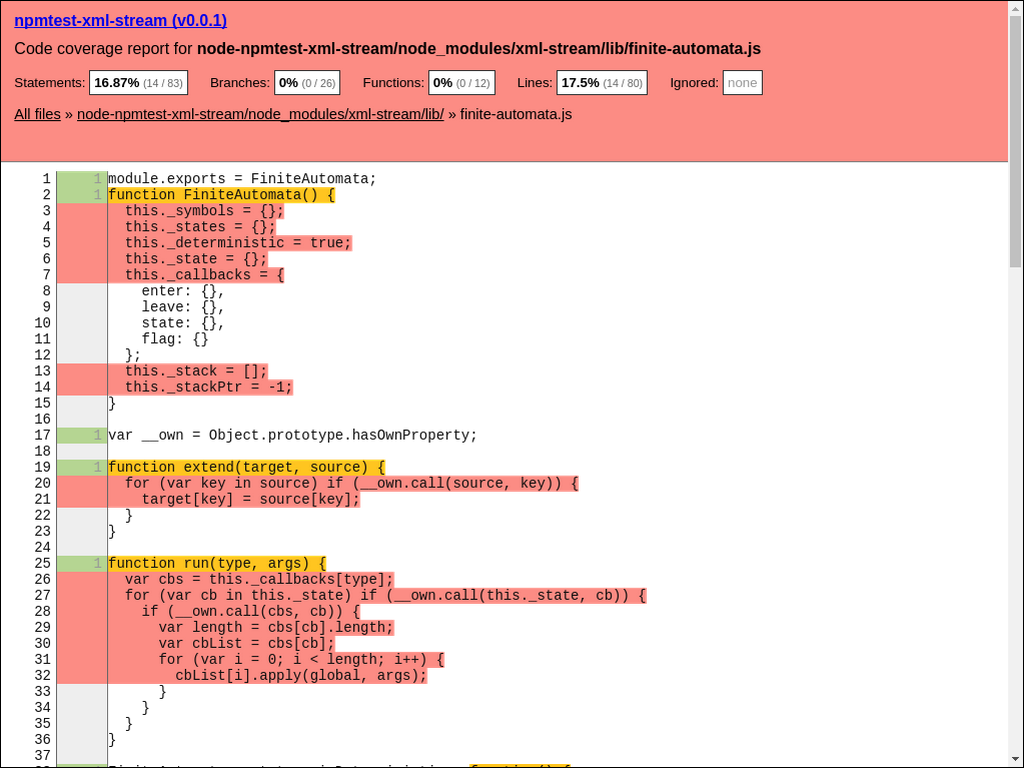 npmtest-xml-stream (v0.0.1)
Code coverage report for node-npmtest-xml-stream/node_modules/xml-stream/lib/finite-automata.js
Statements: 16.87% (14 / 83) Branches: 0% (0 / 26) Functions: 0% (0 / 12) Lines: 17.5% (14 / 80) Ignored: none
All files » node-npmtest-xml-stream/node_modules/xml-stream/lib/ » finite-automata.js
1 1 module.exports = FiniteAutomata;
2 1 function FiniteAutomata() {
3 this._symbols = {};
4 this._states = {};
5 this._deterministic = true;
6 this._state = {};
7 this._callbacks = {
8 enter: {},
9 leave: {},
10 state: {},
11 flag: {}
12 };
13 this._stack = [];
14 this._stackPtr = -1;
15 }
16
17 1 var __own = Object.prototype.hasOwnProperty;
18
19 1 function extend(target, source) {
20 for (var key in source) if (__own.call(source, key)) {
21 target[key] = source[key];
22 }
23 }
24
25 1 function run(type, args) {
26 var cbs = this._callbacks[type];
27 for (var cb in this._state) if (__own.call(this._state, cb)) {
28 if (__own.call(cbs, cb)) {
29 var length = cbs[cb].length;
30 var cbList = cbs[cb];
31 for (var i = 0; i < length; i++) {
32 cbList[i].apply(global, args);
33 }
34 }
35 }
36 }
37